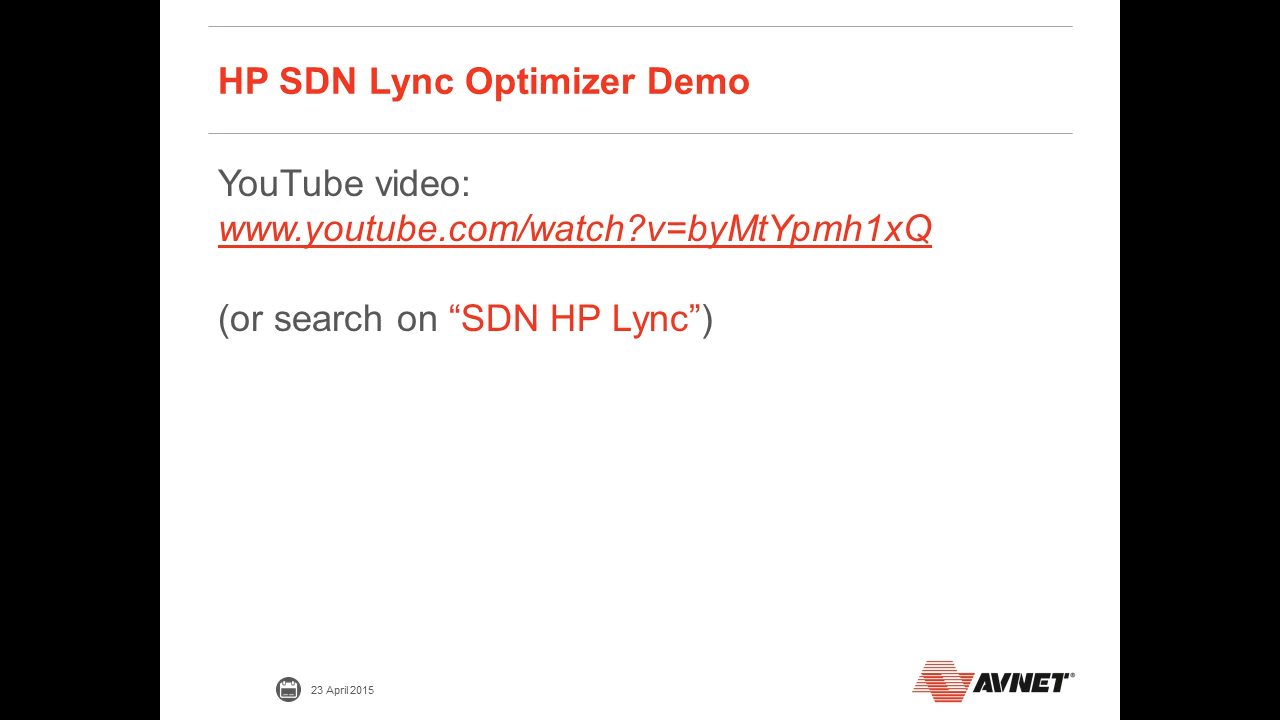 HP SDN Lync Optimizer Demo
YouTube video:
www.youtube.com/watch?v=byMtYpmh1xQ
(or search on “SDN HP Lync”)
23 April 2015
AVNET®